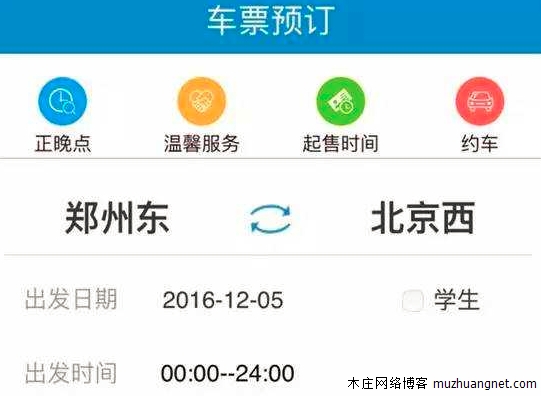 车票预订
正晚点 温馨服务 起售时间 约车
郑州东 北京西
出发日期 2016-12-05 学生
出发时间 00:00--24:00
木庄网络博客 muzhuangnet.com